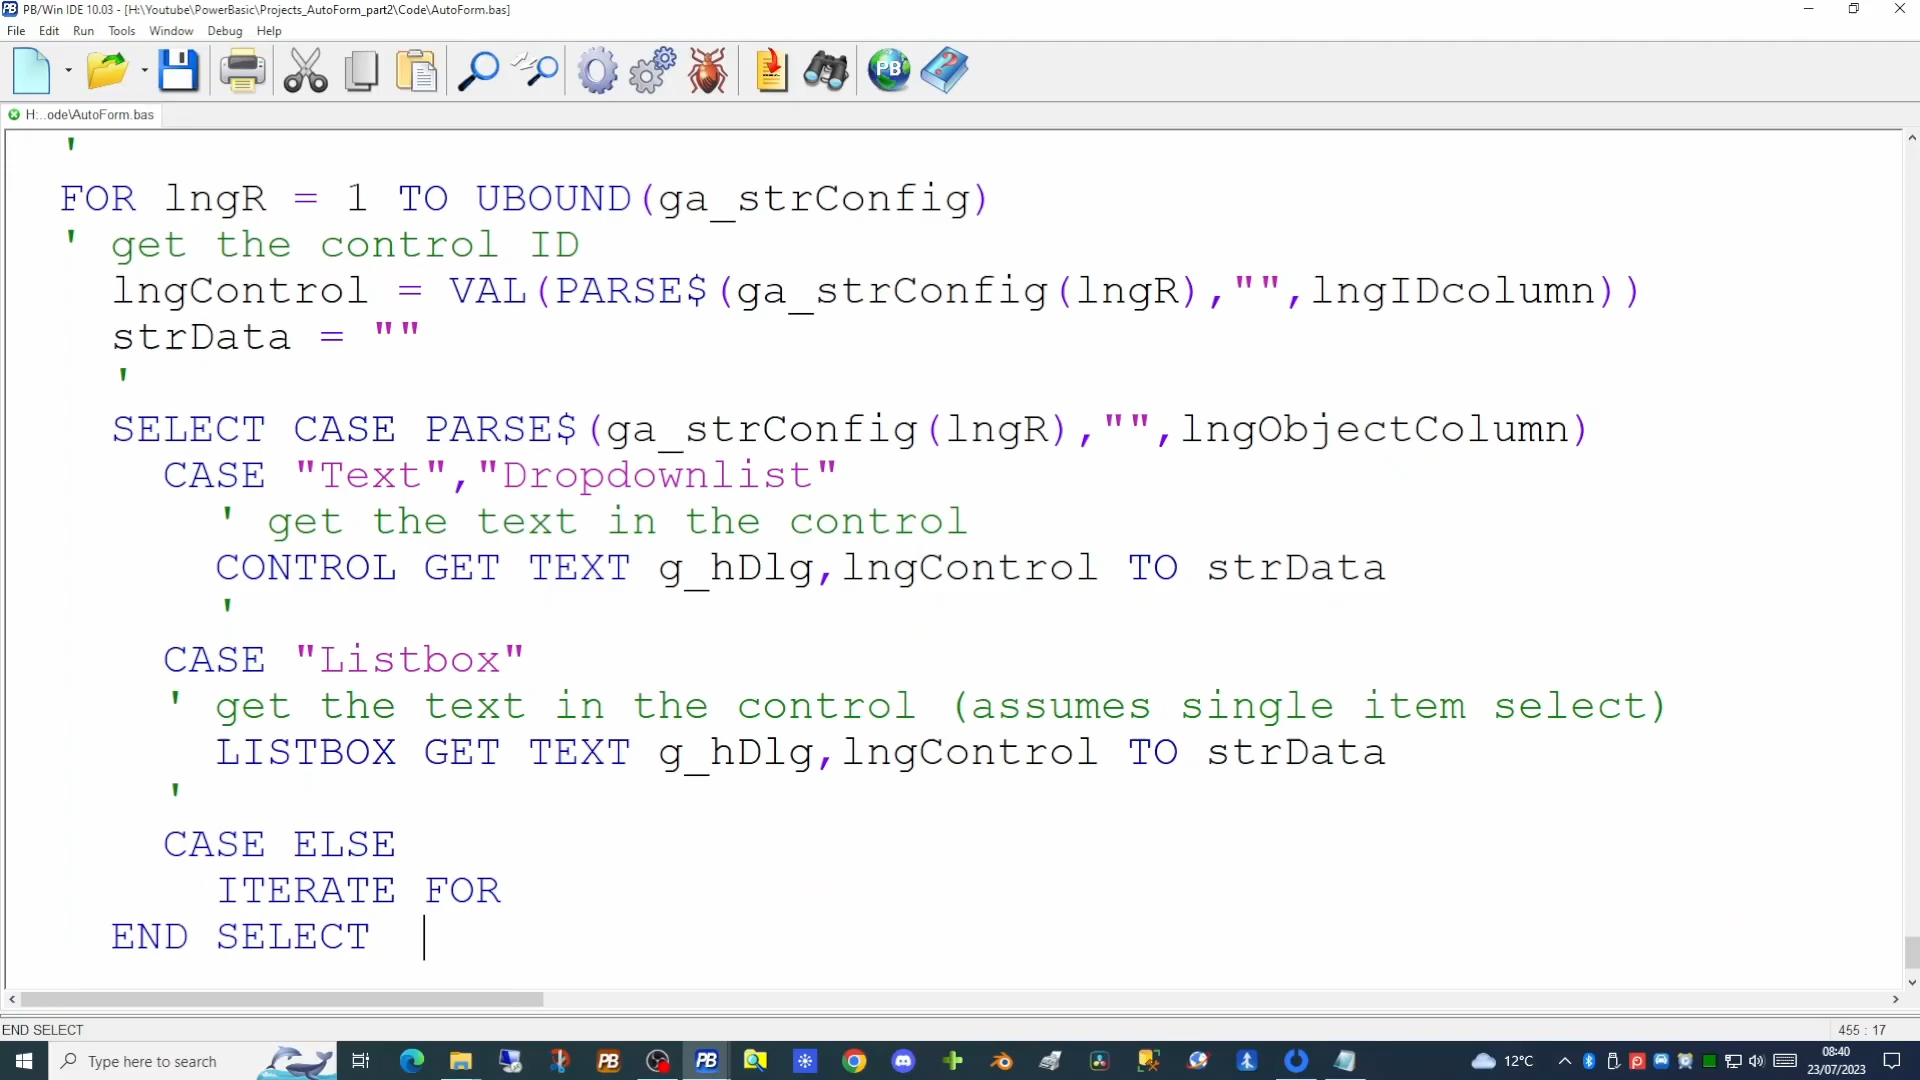 PB/Win IDE 10.03 - [H:\Youtube\PowerBasic\Projects_AutoForm_part2\Code\AutoForm.bas]
File Edit Run Tools Window Debug Help
H:..ode\AutoForm.bas
'
FOR lngR = 1 TO UBOUND(ga_strConfig)
' get the control ID
lngControl = VAL(PARSE$(ga_strConfig(lngR),"",lngIDcolumn))
strData = ""
'
SELECT CASE PARSE$(ga_strConfig(lngR),"",lngObjectColumn)
CASE "Text","Dropdownlist"
' get the text in the control
CONTROL GET TEXT g_hDlg,lngControl TO strData
'
CASE "Listbox"
' get the text in the control (assumes single item select)
LISTBOX GET TEXT g_hDlg,lngControl TO strData
'
CASE ELSE
ITERATE FOR
END SELECT
END SELECT
455 : 17
Type here to search
12°C
08:40
23/07/2023